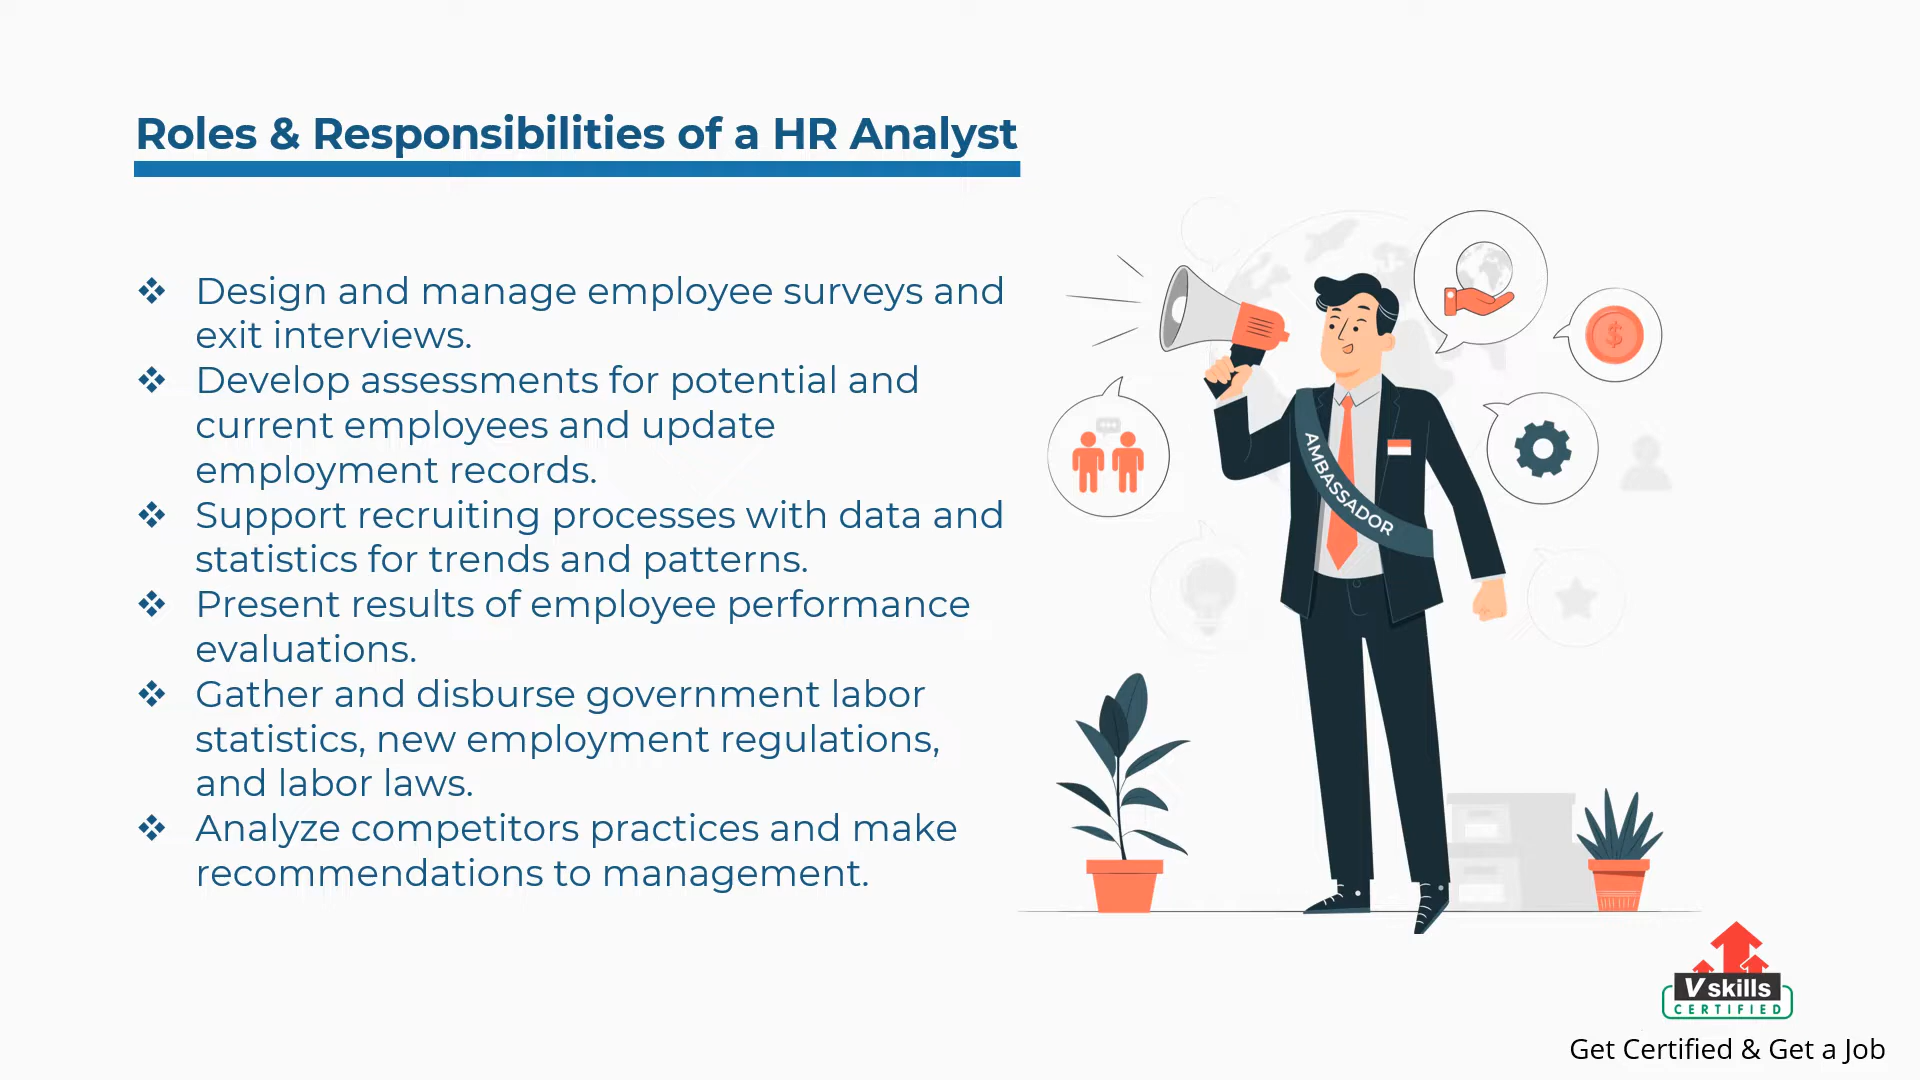 Roles & Responsibilities of a HR Analyst
❖ Design and manage employee surveys and
exit interviews.
❖ Develop assessments for potential and
current employees and update
employment records.
❖ Support recruiting processes with data and
statistics for trends and patterns.
❖ Present results of employee performance
evaluations.
❖ Gather and disburse government labor
statistics, new employment regulations,
and labor laws.
❖ Analyze competitors practices and make
recommendations to management.
$
AMBASSADOR
Vskills
CERTIFIED
Get Certified & Get a Job